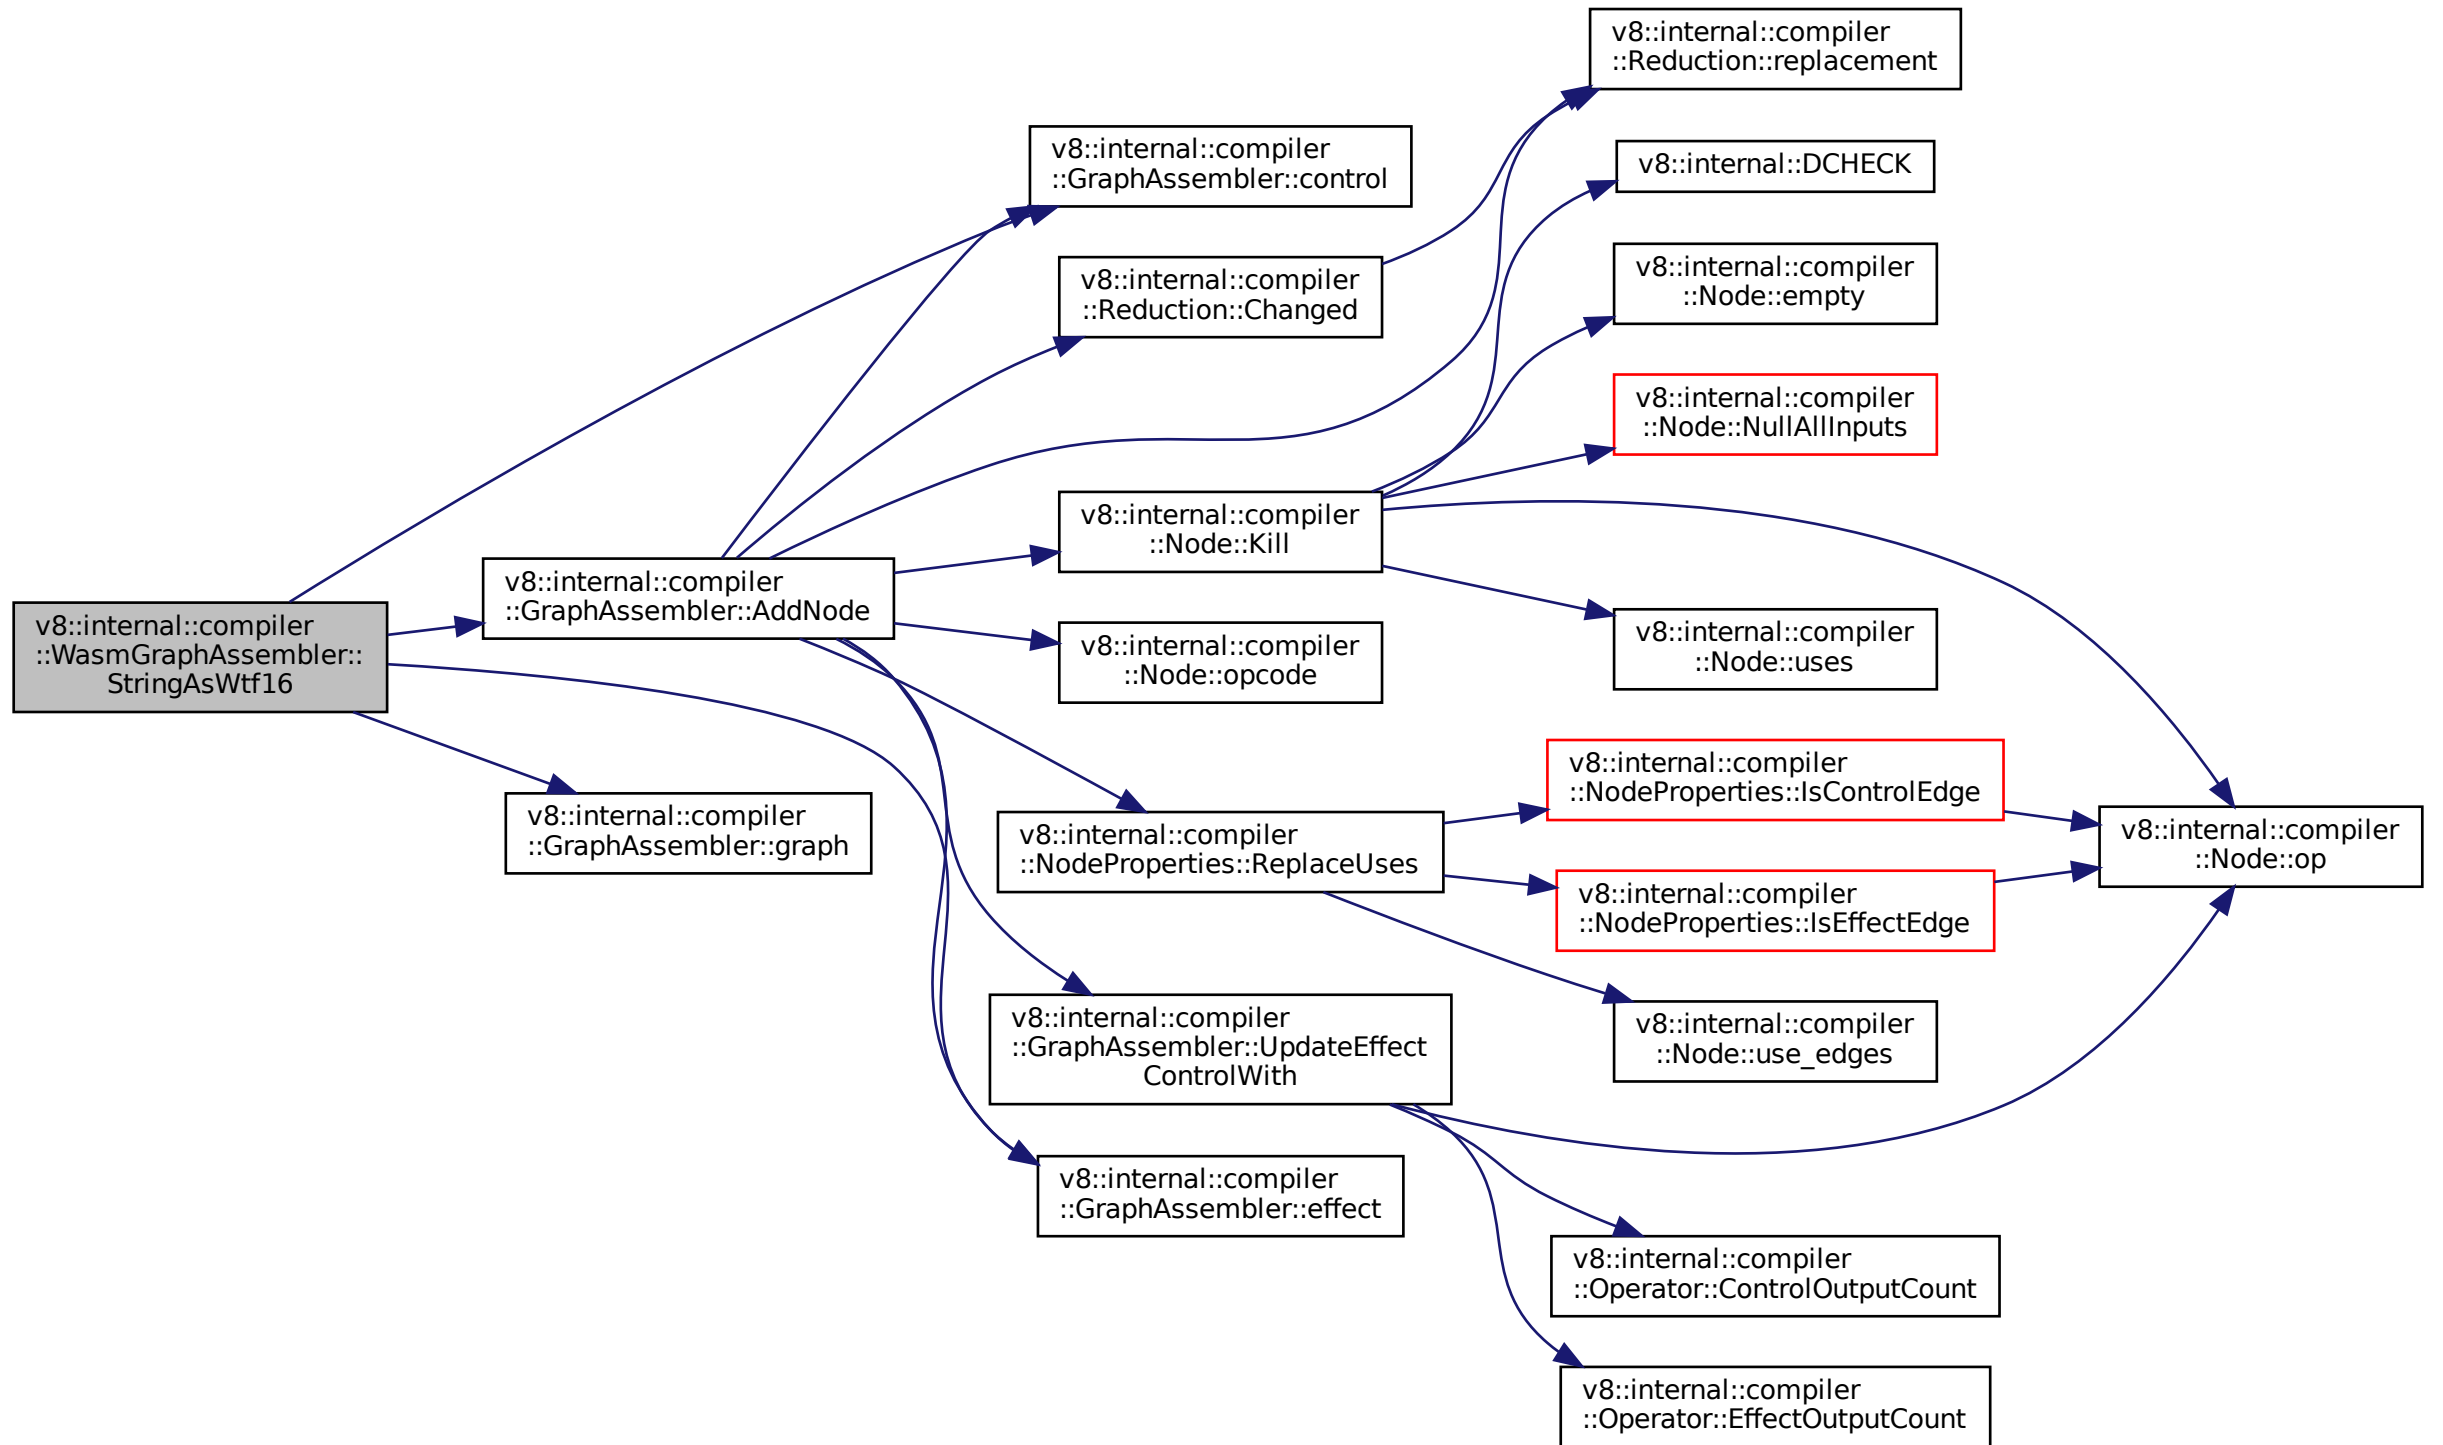 v8::internal::compiler
::WasmGraphAssembler::
StringAsWtf16
v8::internal::compiler
::GraphAssembler::AddNode
v8::internal::compiler
::GraphAssembler::graph
v8::internal::compiler
::GraphAssembler::control
v8::internal::compiler
::Reduction::Changed
v8::internal::compiler
::Node::Kill
v8::internal::compiler
::Node::opcode
v8::internal::compiler
::NodeProperties::ReplaceUses
v8::internal::compiler
::GraphAssembler::UpdateEffect
ControlWith
v8::internal::compiler
::GraphAssembler::effect
v8::internal::compiler
::Reduction::replacement
v8::internal::DCHECK
v8::internal::compiler
::Node::empty
v8::internal::compiler
::Node::NullAllInputs
v8::internal::compiler
::Node::uses
v8::internal::compiler
::NodeProperties::IsControlEdge
v8::internal::compiler
::NodeProperties::IsEffectEdge
v8::internal::compiler
::Node::use_edges
v8::internal::compiler
::Operator::ControlOutputCount
v8::internal::compiler
::Operator::EffectOutputCount
v8::internal::compiler
::Node::op